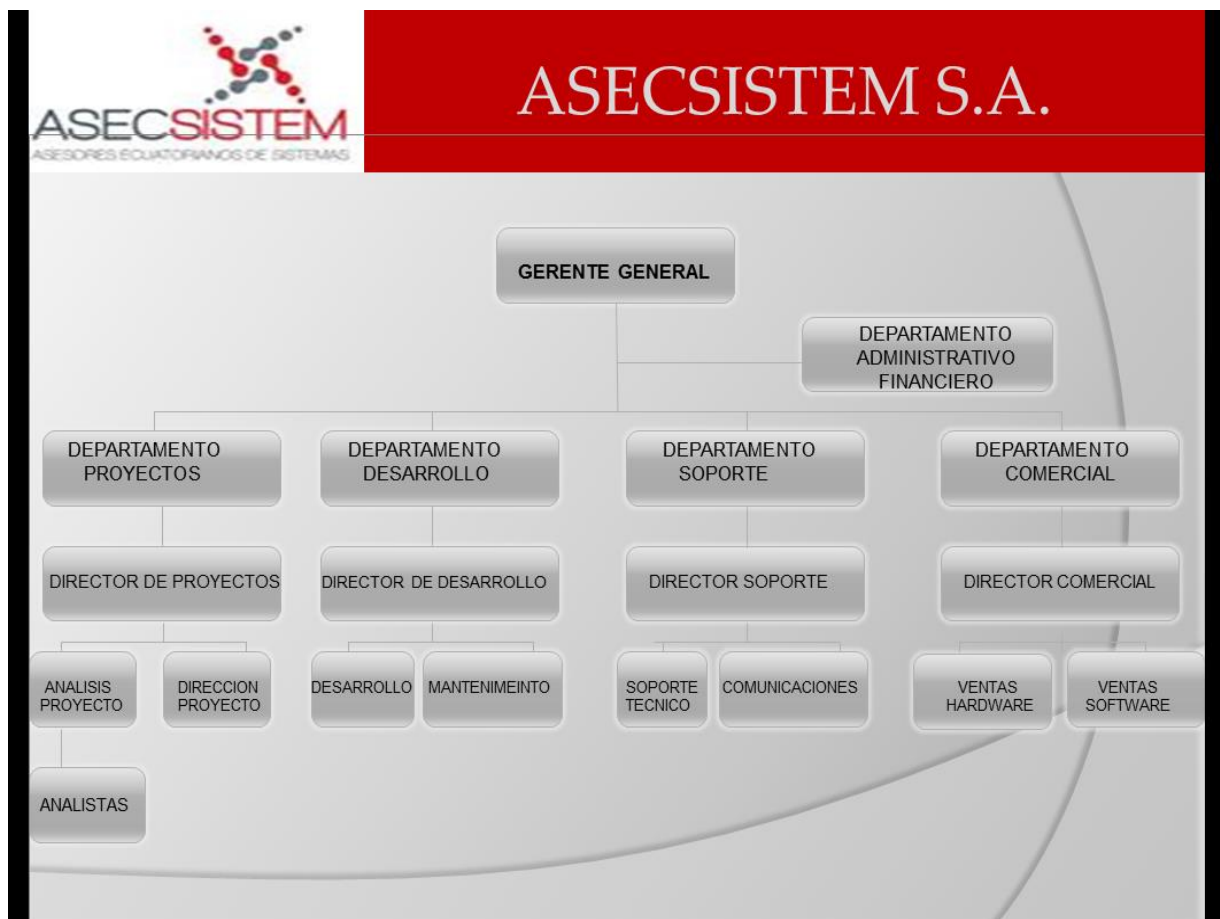 ASECSISTEM
ASESORES ECUATORIANOS DE SISTEMAS
ASECSISTEM S.A.
GERENTE GENERAL
DEPARTAMENTO
ADMINISTRATIVO
FINANCIERO
DEPARTAMENTO
PROYECTOS
DEPARTAMENTO
DESARROLLO
DEPARTAMENTO
SOPORTE
DEPARTAMENTO
COMERCIAL
DIRECTOR DE PROYECTOS
DIRECTOR DE DESARROLLO
DIRECTOR SOPORTE
DIRECTOR COMERCIAL
ANALISIS
PROYECTO
DIRECCION
PROYECTO
DESARROLLO
MANTENIMEINTO
SOPORTE
TECNICO
COMUNICACIONES
VENTAS
HARDWARE
VENTAS
SOFTWARE
ANALISTAS